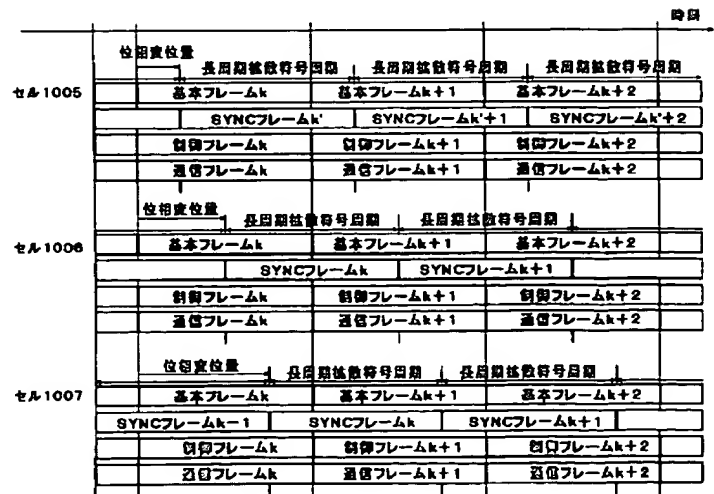 時間
位相変位量
長周期拡散符号周期 長周期拡散符号周期 長周期拡散符号周期
セル1005
基本フレームk 基本フレームk+1 基本フレームk+2
SYNCフレームk' SYNCフレームk'+1 SYNCフレームk'+2
制御フレームk 制御フレームk+1 制御フレームk+2
通信フレームk 通信フレームk+1 通信フレームk+2
位相変位量
長周期拡散符号周期 長周期拡散符号周期
セル1006
基本フレームk 基本フレームk+1 基本フレームk+2
SYNCフレームk SYNCフレームk+1
制御フレームk 制御フレームk+1 制御フレームk+2
通信フレームk 通信フレームk+1 通信フレームk+2
位相変位量
長周期拡散符号周期 長周期拡散符号周期
セル1007
基本フレームk 基本フレームk+1 基本フレームk+2
SYNCフレームk-1 SYNCフレームk SYNCフレームk+1
制御フレームk 制御フレームk+1 制御フレームk+2
通信フレームk 通信フレームk+1 通信フレームk+2